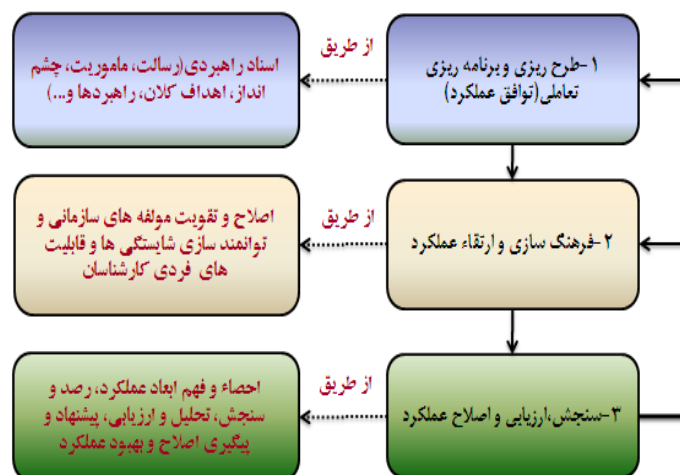 ۱-طرح ریزی و برنامه ریزی
تعاملی(توافق عملکرد)
از طریق
اسناد راهبردی(رسالت، ماموریت، چشم
انداز، اهداف کلان، راهبردها و...)
۲-فرهنگ سازی و ارتقاء عملکرد
از طریق
اصلاح و تقویت مولفه های سازمانی و
توانمند سازی شایستگی ها و قابلیت
های فردی کارشناسان
۳-سنجش،ارزیابی و اصلاح عملکرد
از طریق
احصاء و فهم ابعاد عملکرد، رصد و
سنجش، تحلیل و ارزیابی، پیشنهاد و
پیگیری اصلاح و بهبود عملکرد